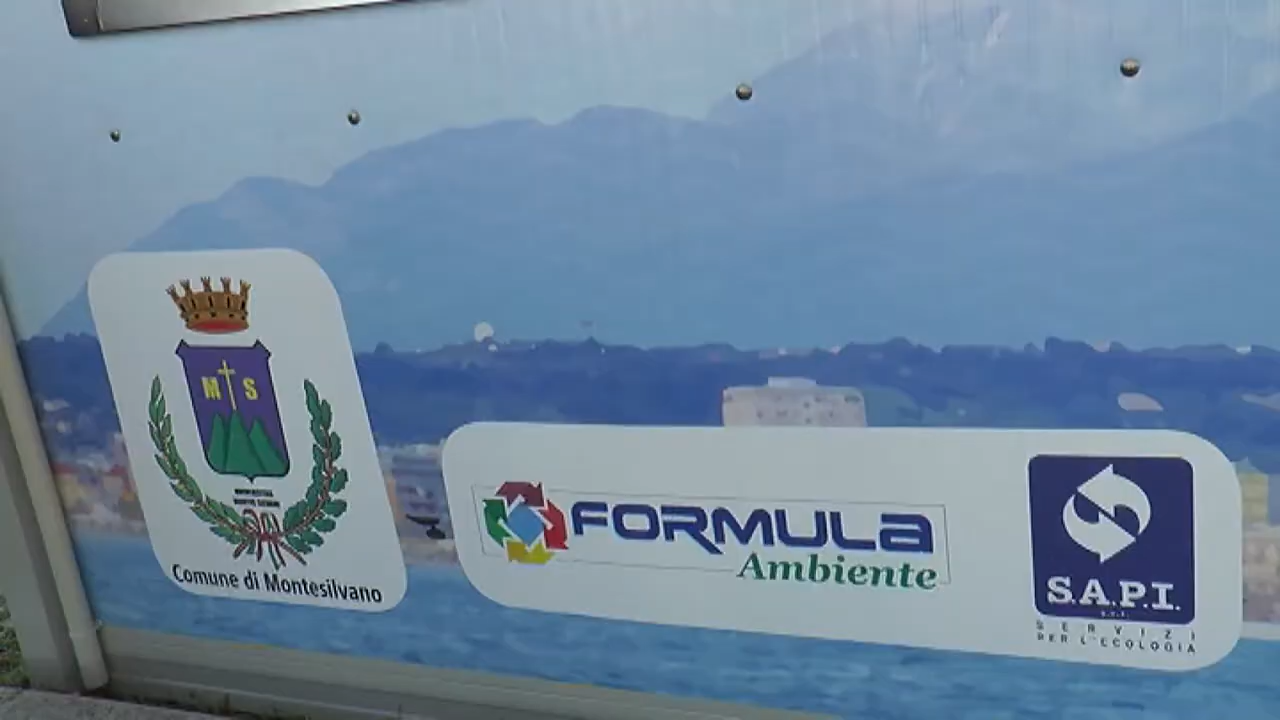 M S
Comune di Montesilvano
FORMULA
Ambiente
S.A.P.I.
s.r.l.
SERVIZI
PER L'ECOLOGIA